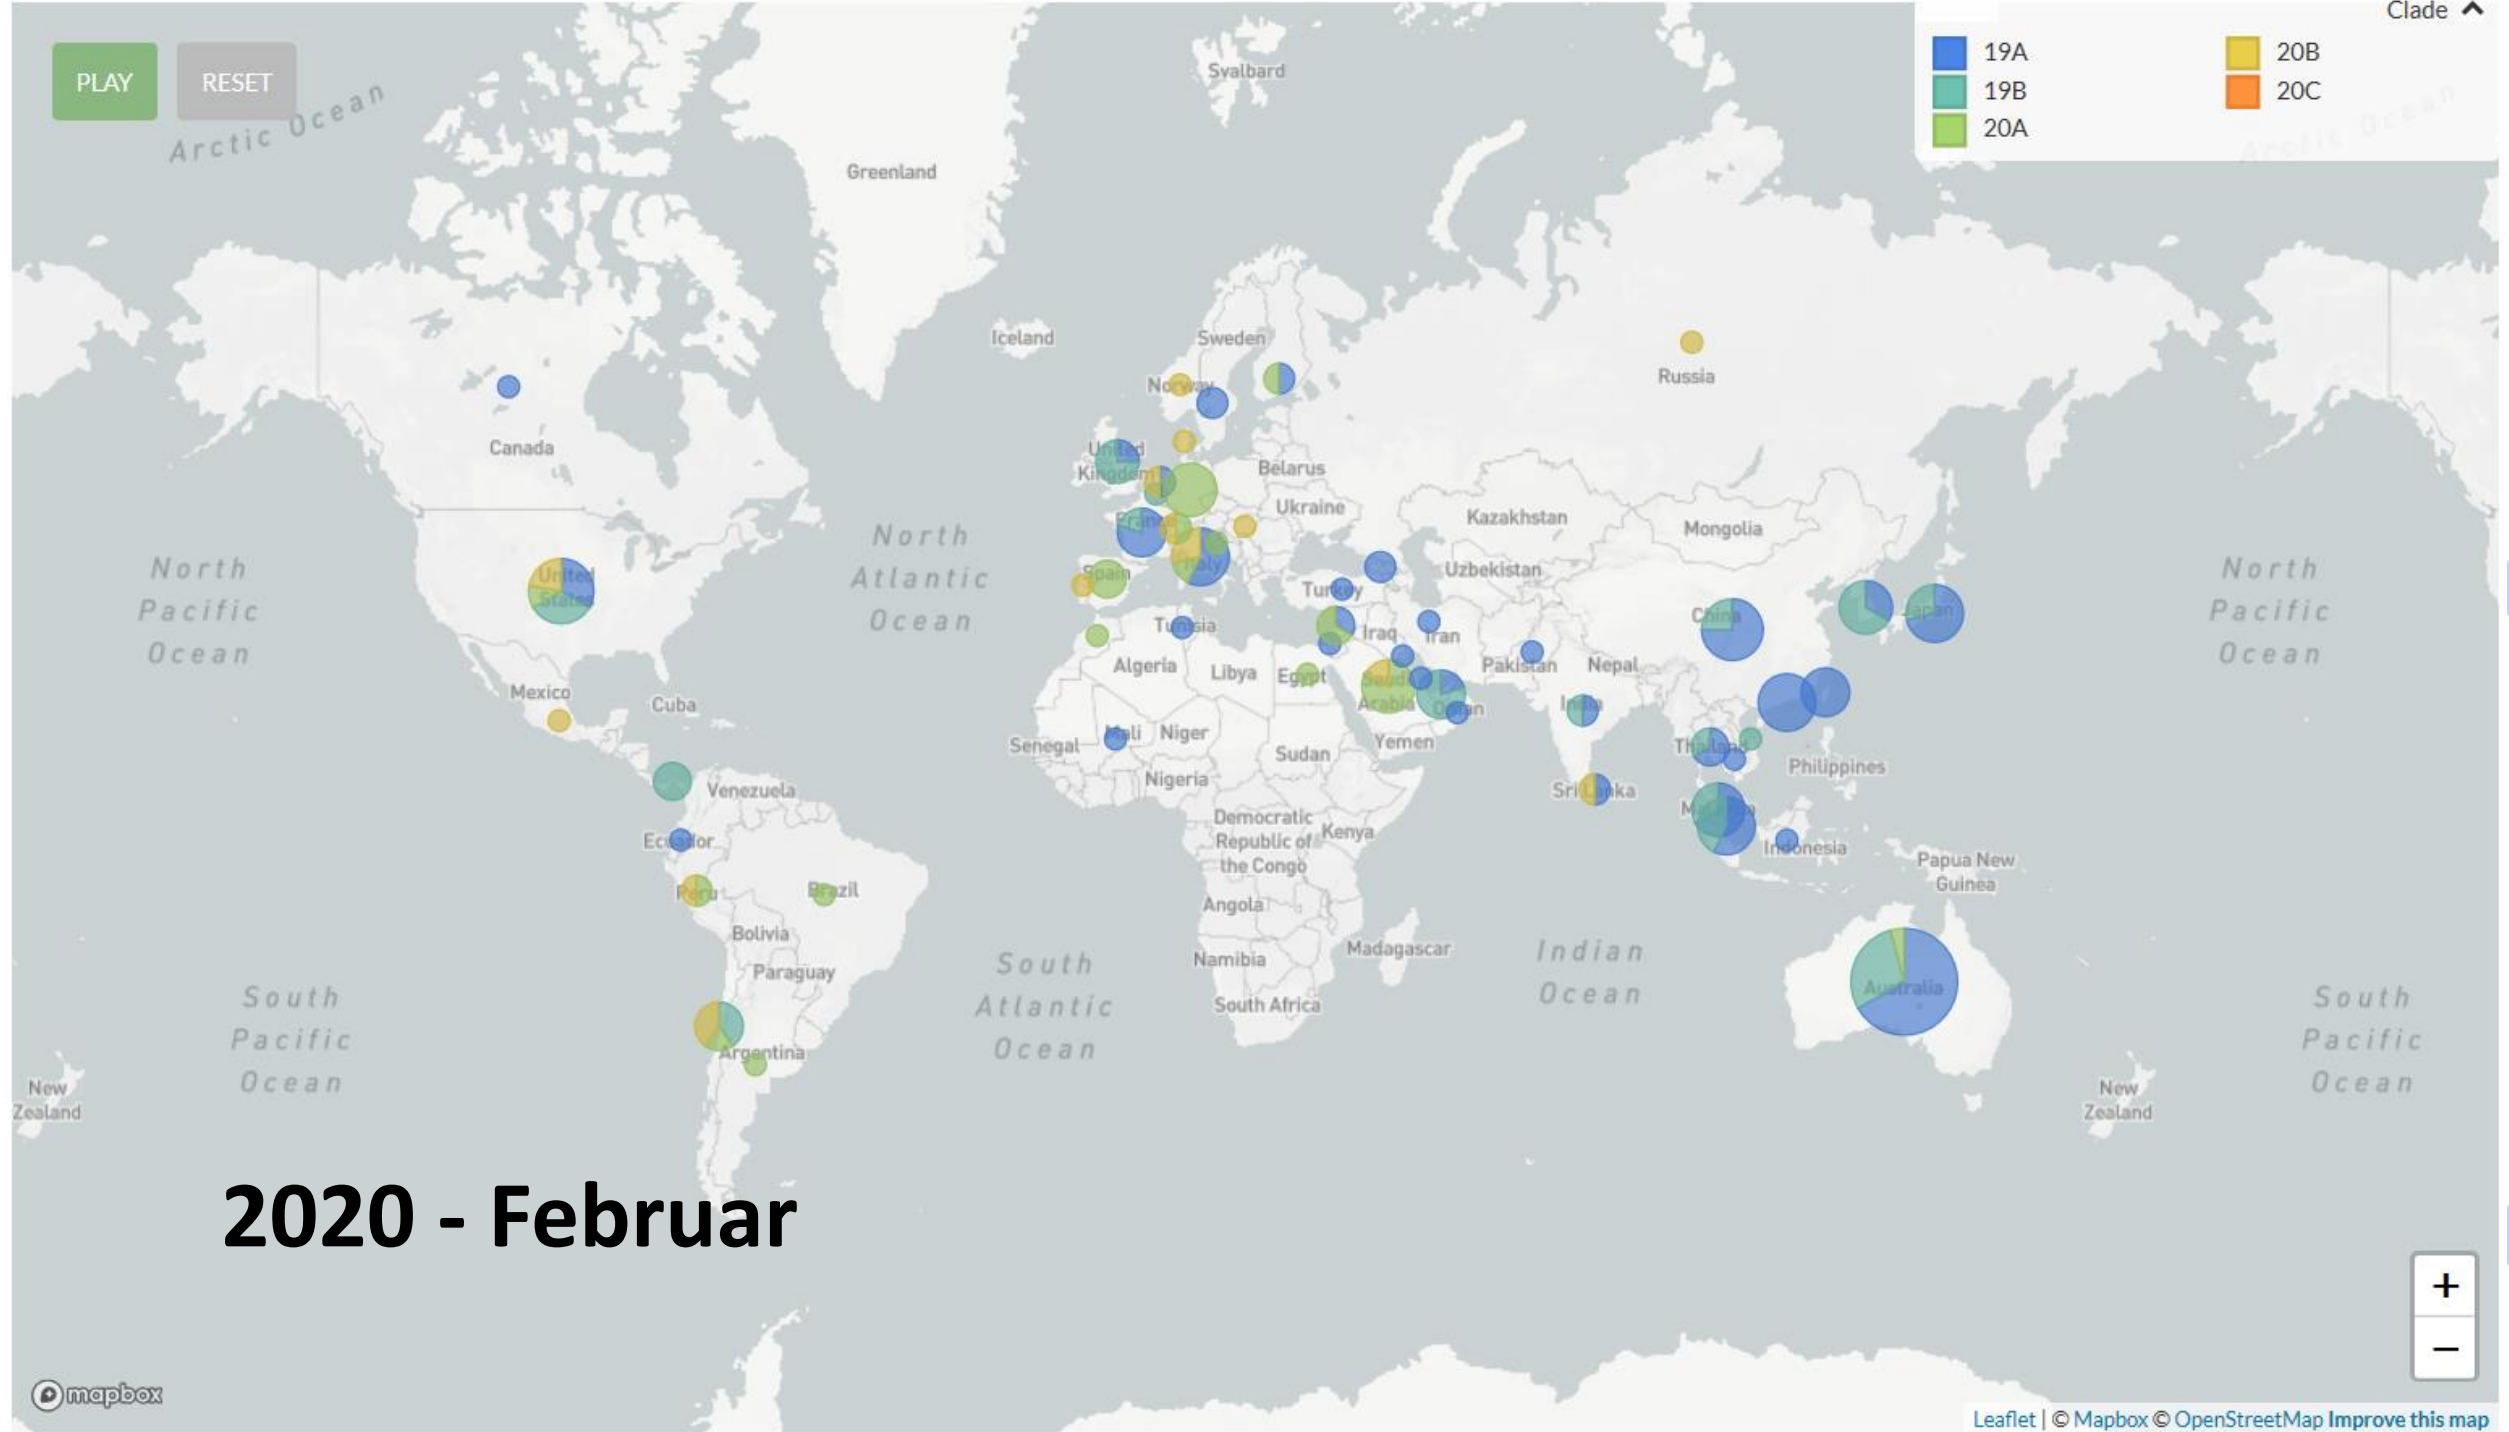 Clade
PLAY
RESET
19A
20B
19B
20C
20A
Arctic Ocean
Arctic Ocean
Svalbard
Greenland
Iceland
Sweden
Norway
Russia
Canada
United
Kingdom
Belarus
Ukraine
France
Kazakhstan
Mongolia
North
Pacific
Ocean
North
Atlantic
Ocean
North
Pacific
Ocean
United
States
Italy
Spain
Uzbekistan
Turkey
China
Japan
Tunisia
Iraq
Iran
Algeria
Libya
Egypt
Pakistan
Nepal
Mexico
Cuba
Saudi
Arabia
Oman
India
Mali
Niger
Senegal
Sudan
Yemen
Thailand
Philippines
Nigeria
Venezuela
Sri Lanka
Democratic
Republic of
the Congo
Kenya
Ecuador
Indonesia
Papua New
Guinea
Peru
Brazil
Angola
Bolivia
Madagascar
Indian
Ocean
Namibia
South
Atlantic
Ocean
Paraguay
Australia
South Africa
South
Pacific
Ocean
South
Pacific
Ocean
Argentina
New
Zealand
New
Zealand
2020 - Februar
+
−
mapbox
Leaflet | © Mapbox © OpenStreetMap Improve this map